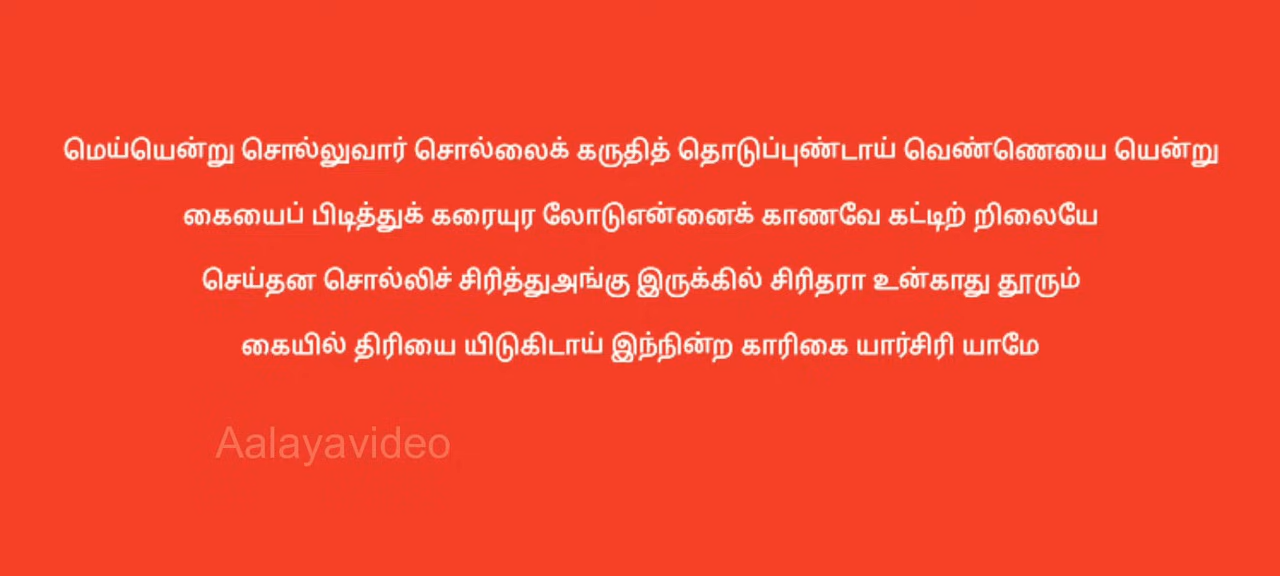 மெய்யென்று சொல்லுவார் சொல்லைக் கருதித் தொடுப்புண்டாய் வெண்ணெயை யென்று
கையைப் பிடித்துக் கரையுர லோடுஎன்னைக் காணவே கட்டிற் றிலையே
செய்தன சொல்லிச் சிரித்துஅங்கு இருக்கில் சிரிதரா உன்காது தூரும்
கையில் திரியை யிடுகிடாய் இந்நின்ற காரிகை யார்சிரி யாமே
Aalayavideo